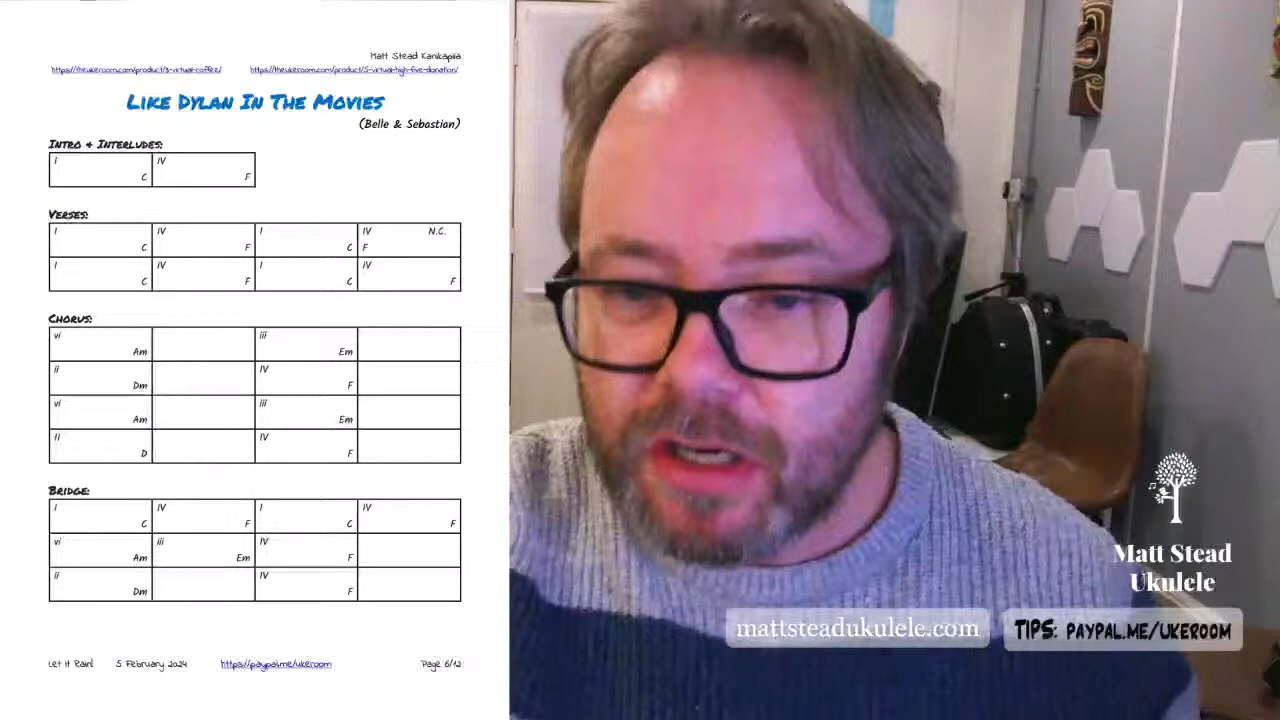 Matt Stead Kanikapila
https://theukeroom.com/product/3-virtual-coffee/ https://theukeroom.com/product/5-virtual-high-five-donation/
LIKE DYLAN IN THE MOVIES
(Belle & Sebastian)
INTRO & INTERLUDES:
I IV
C F
VERSES:
I IV I IV N.C.
C F C F
I IV I IV
C F C F
CHORUS:
vi iii
Am Em
ii IV
Dm F
vi iii
Am Em
II IV
D F
BRIDGE:
I IV I IV
C F C F
vi iii IV
Am Em F
ii IV
Dm F
Let It Rain! 5 February 2024 https://paypal.me/ukeroom Page 6/12
Matt Stead
Ukulele
mattsteadukulele.com TIPS: PAYPAL.ME/UKEROOM